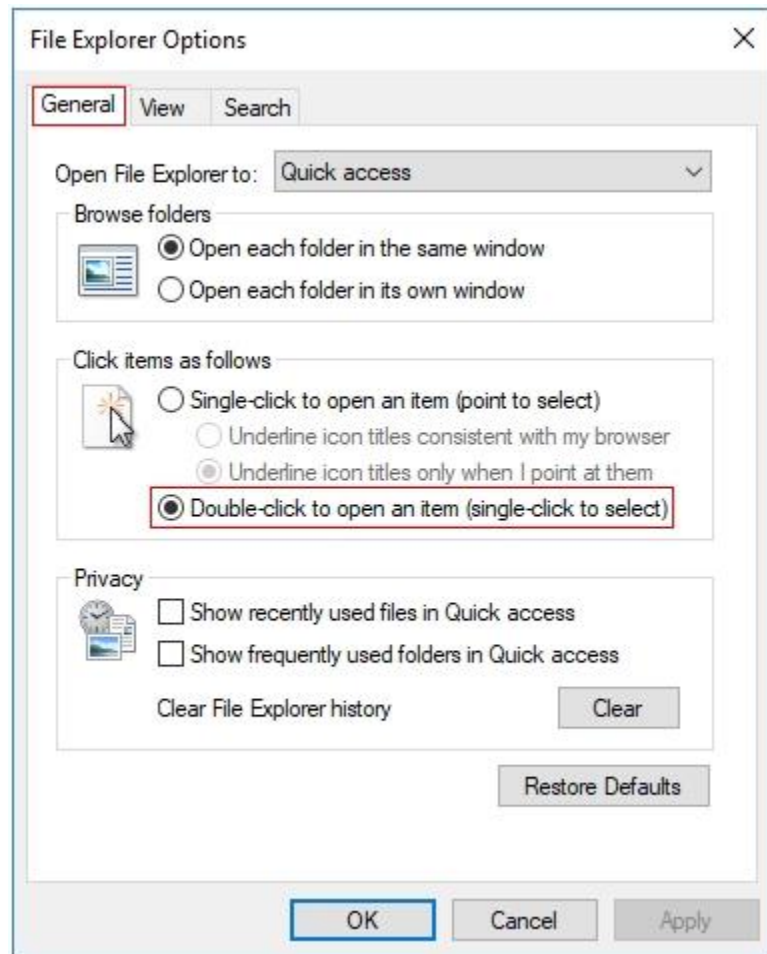 File Explorer Options
General View Search
Open File Explorer to: Quick access
Browse folders
Open each folder in the same window
Open each folder in its own window
Click items as follows
Single-click to open an item (point to select)
Underline icon titles consistent with my browser
Underline icon titles only when I point at them
Double-click to open an item (single-click to select)
Privacy
Show recently used files in Quick access
Show frequently used folders in Quick access
Clear File Explorer history Clear
Restore Defaults
OK Cancel Apply